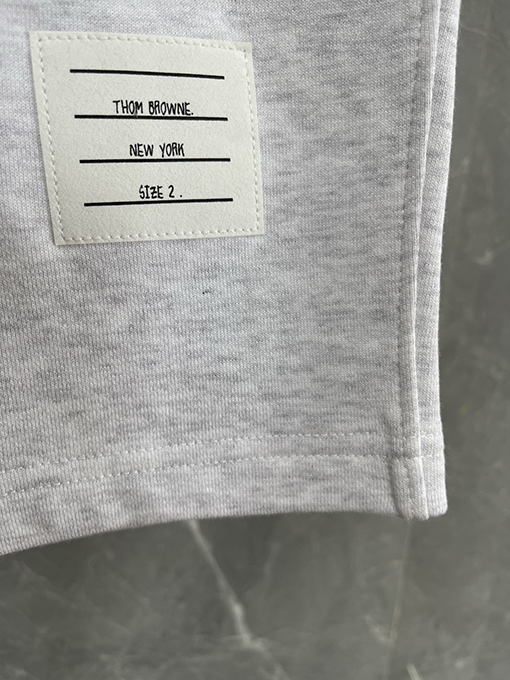 THOM BROWNE.
NEW YORK
SIZE 2 .